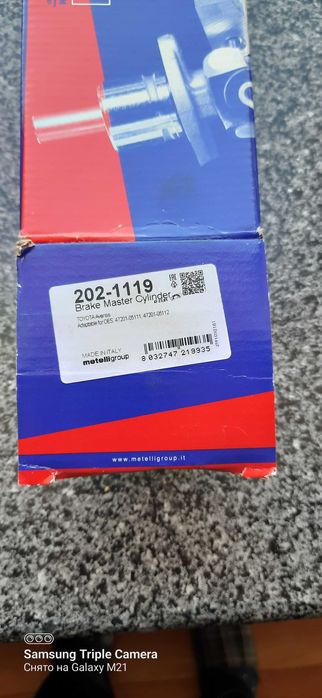 202-1119
Brake Master Cylinder
TOYOTA Avensis
Adaptable for OES: 47201-05111, 47201-05112
MADE IN ITALY
metelligroup
8 032747 219935
www.metelligroup.it
Samsung Triple Camera
Снято на Galaxy M21